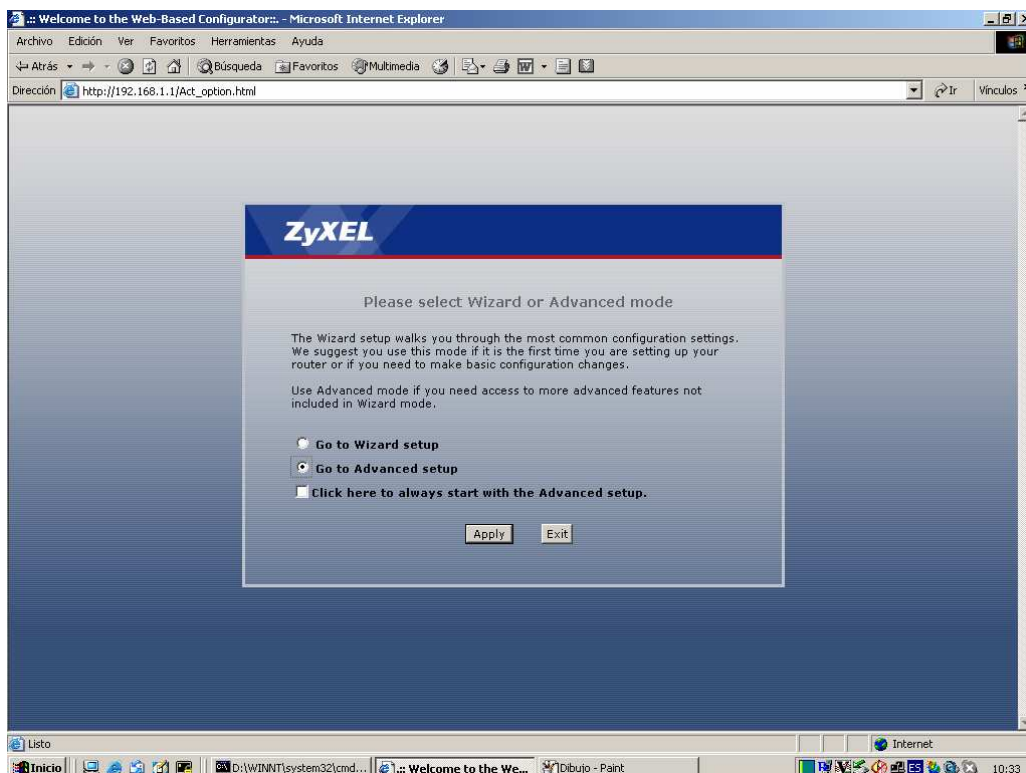 .:: Welcome to the Web-Based Configurator::. - Microsoft Internet Explorer
Archivo Edición Ver Favoritos Herramientas Ayuda
Atrás Búsqueda Favoritos Multimedia
Dirección http://192.168.1.1/Act_option.html Ir Vínculos
ZyXEL
Please select Wizard or Advanced mode
The Wizard setup walks you through the most common configuration settings.
We suggest you use this mode if it is the first time you are setting up your
router or if you need to make basic configuration changes.
Use Advanced mode if you need access to more advanced features not
included in Wizard mode.
Go to Wizard setup
Go to Advanced setup
Click here to always start with the Advanced setup.
Apply Exit
Listo Internet
Inicio D:\WINNT\system32\cmd... .:: Welcome to the We... Dibujo - Paint ES 10:33